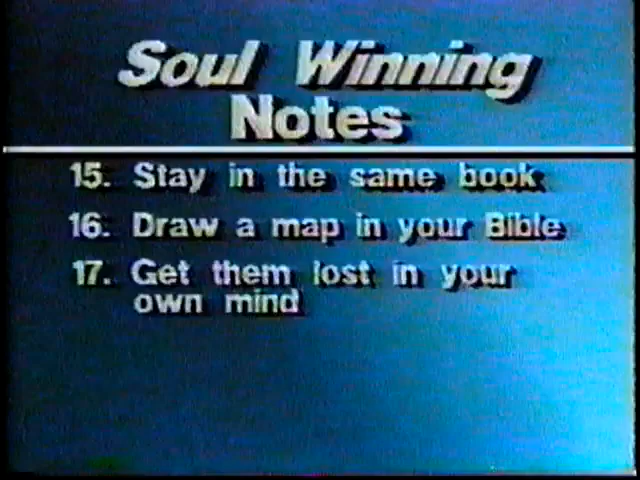 Soul Winning
Notes
15. Stay in the same book
16. Draw a map in your Bible
17. Get them lost in your
own mind